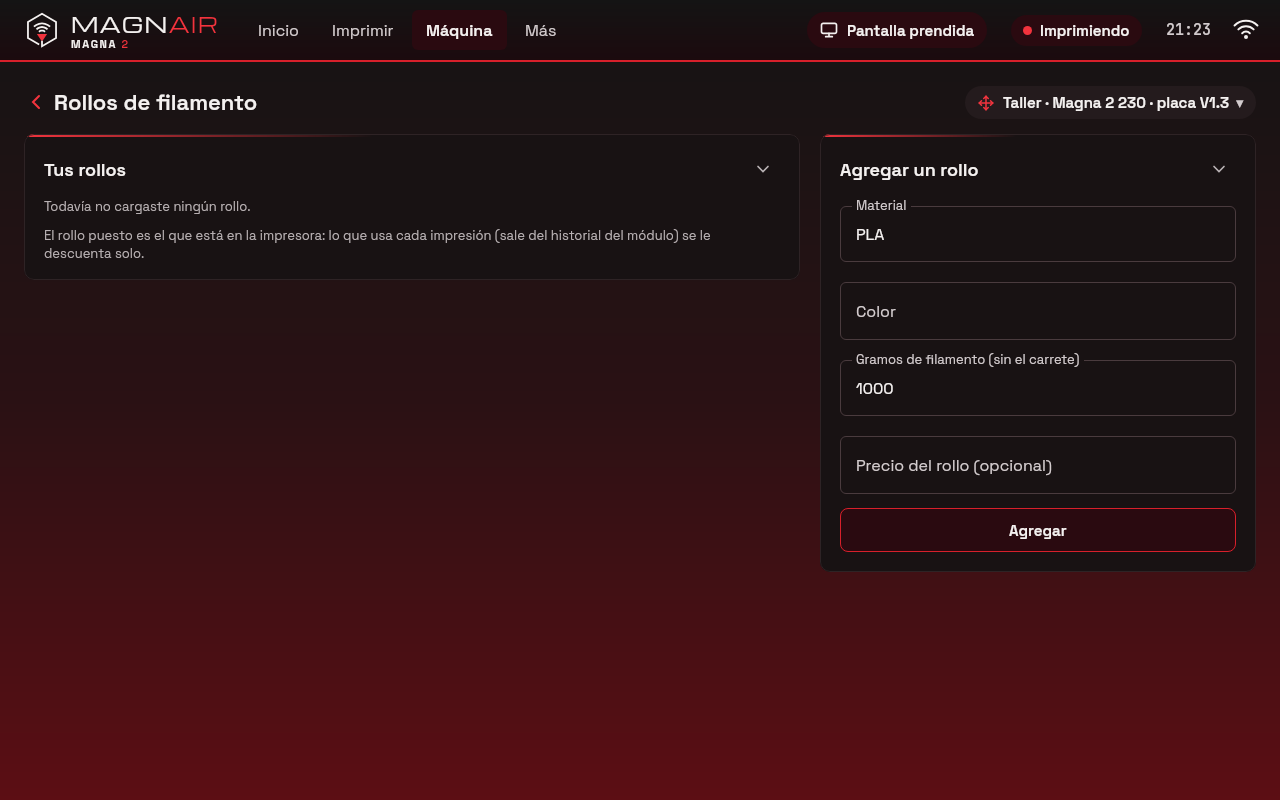 MAGNAIR
MAGNA 2
Inicio
Imprimir
Máquina
Más
Pantalla prendida
Imprimiendo
21:23
Rollos de filamento
Taller · Magna 2 230 · placa V1.3 ▾
Tus rollos
Todavía no cargaste ningún rollo.
El rollo puesto es el que está en la impresora: lo que usa cada impresión (sale del historial del módulo) se le
descuenta solo.
Agregar un rollo
Material
PLA
Color
Gramos de filamento (sin el carrete)
1000
Precio del rollo (opcional)
Agregar